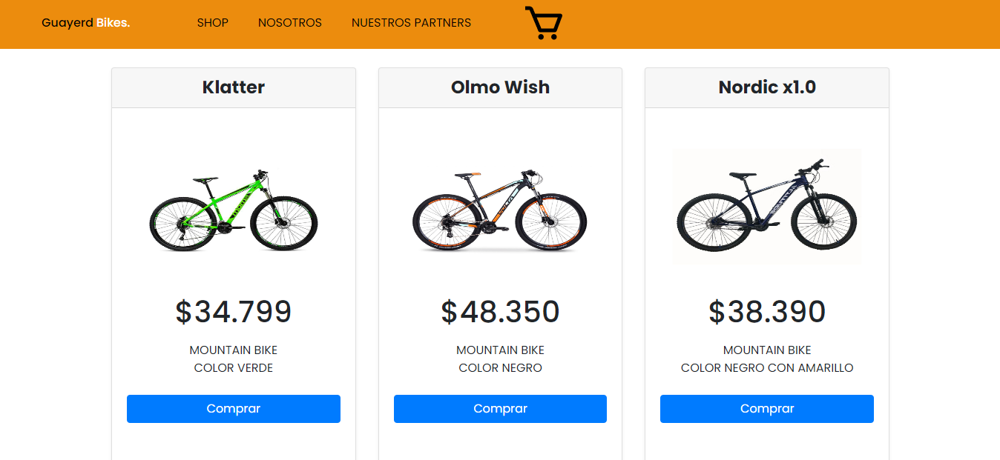 Guayerd Bikes.
SHOP
NOSOTROS
NUESTROS PARTNERS
Klatter
$34.799
MOUNTAIN BIKE
COLOR VERDE
Comprar
Olmo Wish
$48.350
MOUNTAIN BIKE
COLOR NEGRO
Comprar
Nordic x1.0
$38.390
MOUNTAIN BIKE
COLOR NEGRO CON AMARILLO
Comprar